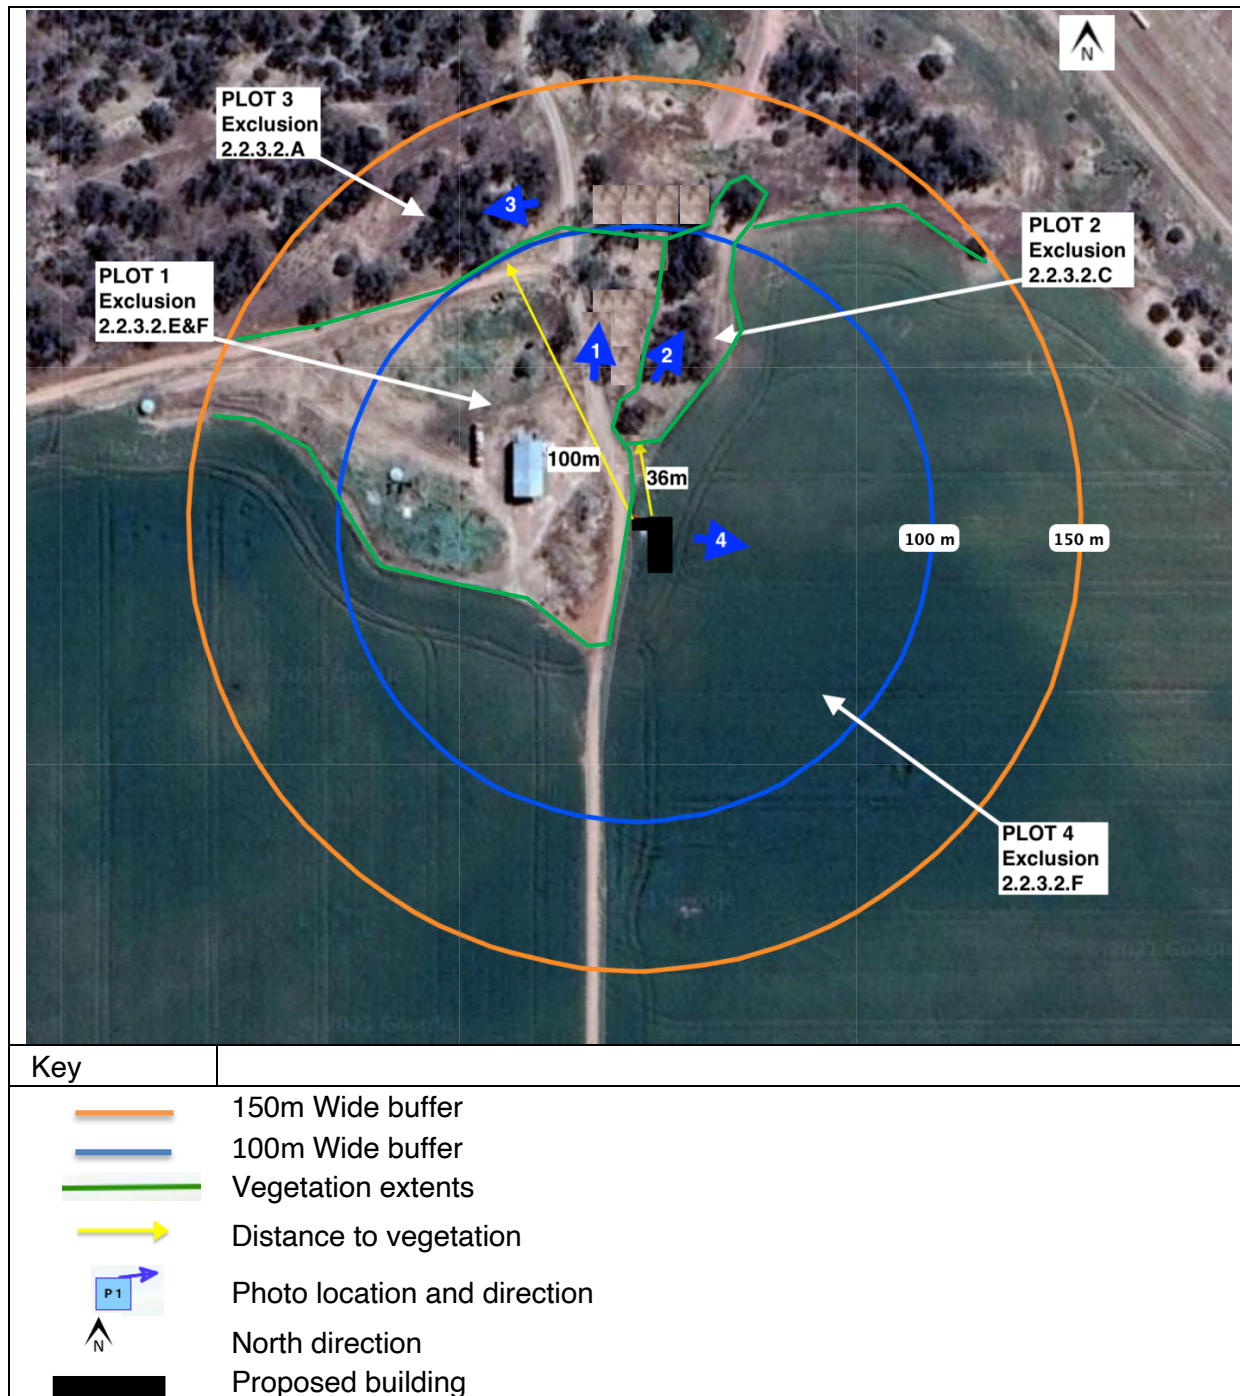 N
PLOT 3
Exclusion
2.2.3.2.A
3
PLOT 2
Exclusion
2.2.3.2.C
PLOT 1
Exclusion
2.2.3.2.E&F
1
2
100m
36m
4
100 m
150 m
PLOT 4
Exclusion
2.2.3.2.F
Key
150m Wide buffer
100m Wide buffer
Vegetation extents
Distance to vegetation
P 1
Photo location and direction
N
North direction
Proposed building